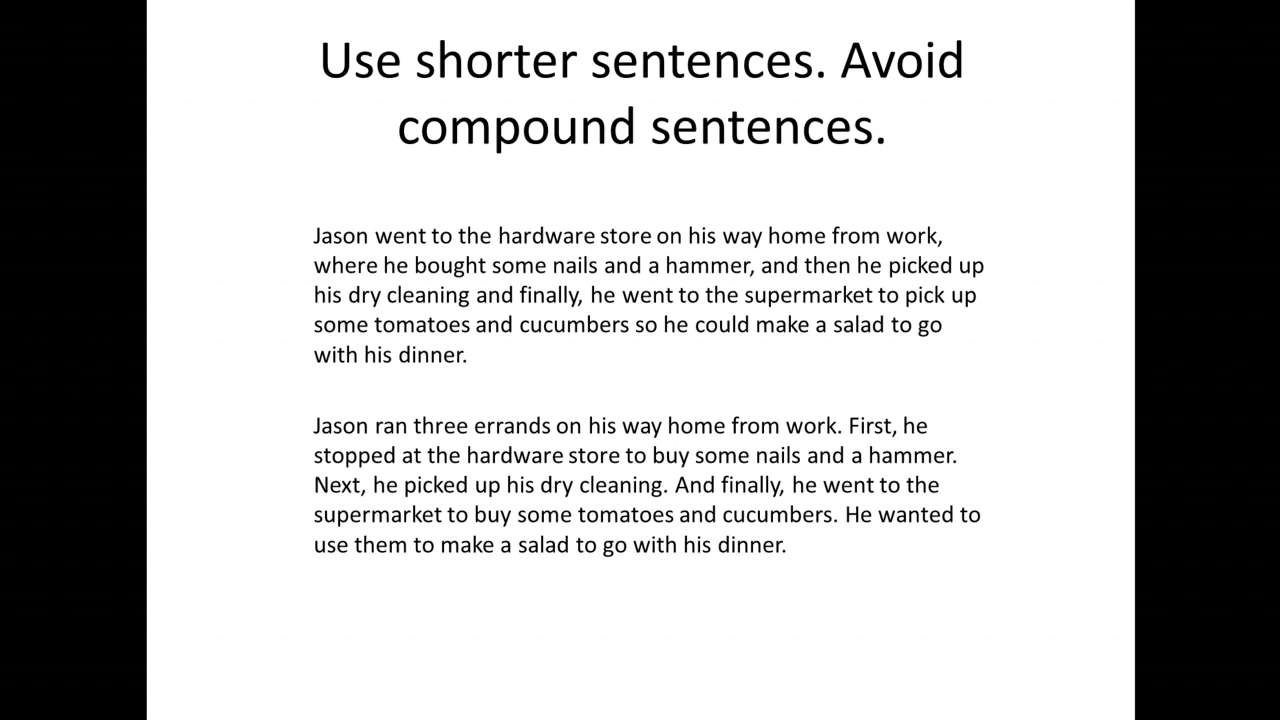 Use shorter sentences. Avoid
compound sentences.
Jason went to the hardware store on his way home from work,
where he bought some nails and a hammer, and then he picked up
his dry cleaning and finally, he went to the supermarket to pick up
some tomatoes and cucumbers so he could make a salad to go
with his dinner.
Jason ran three errands on his way home from work. First, he
stopped at the hardware store to buy some nails and a hammer.
Next, he picked up his dry cleaning. And finally, he went to the
supermarket to buy some tomatoes and cucumbers. He wanted to
use them to make a salad to go with his dinner.